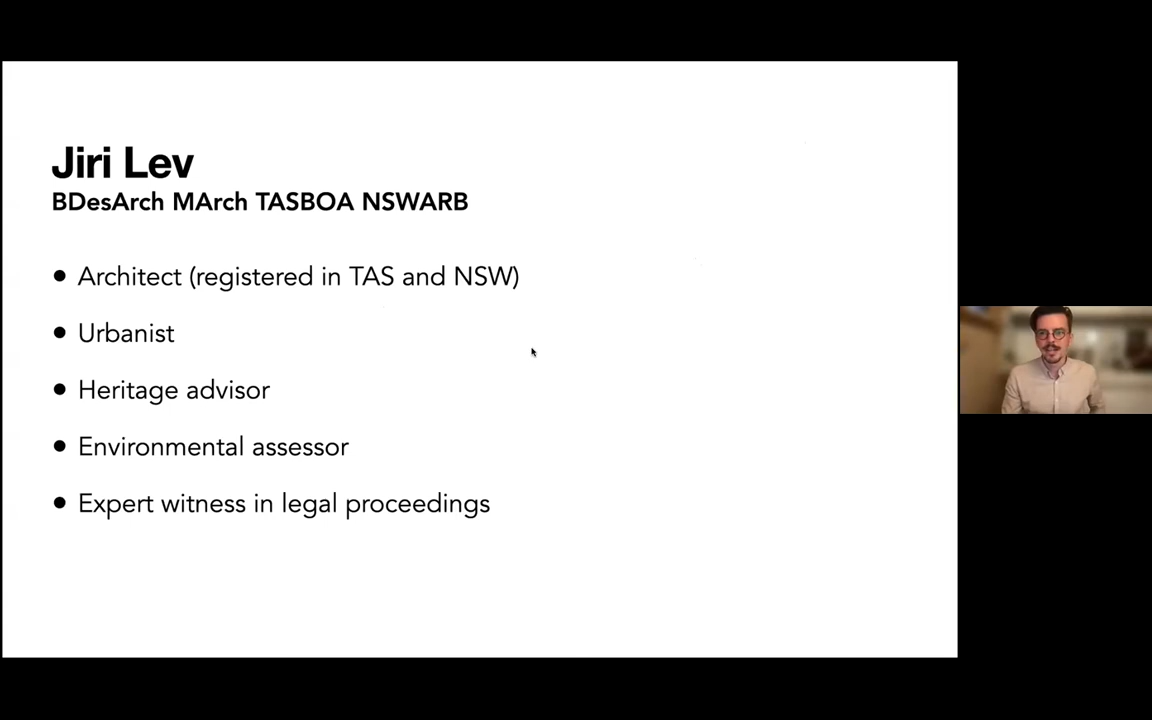 Jiri Lev
BDesArch MArch TASBOA NSWARB
• Architect (registered in TAS and NSW)
• Urbanist
• Heritage advisor
• Environmental assessor
• Expert witness in legal proceedings